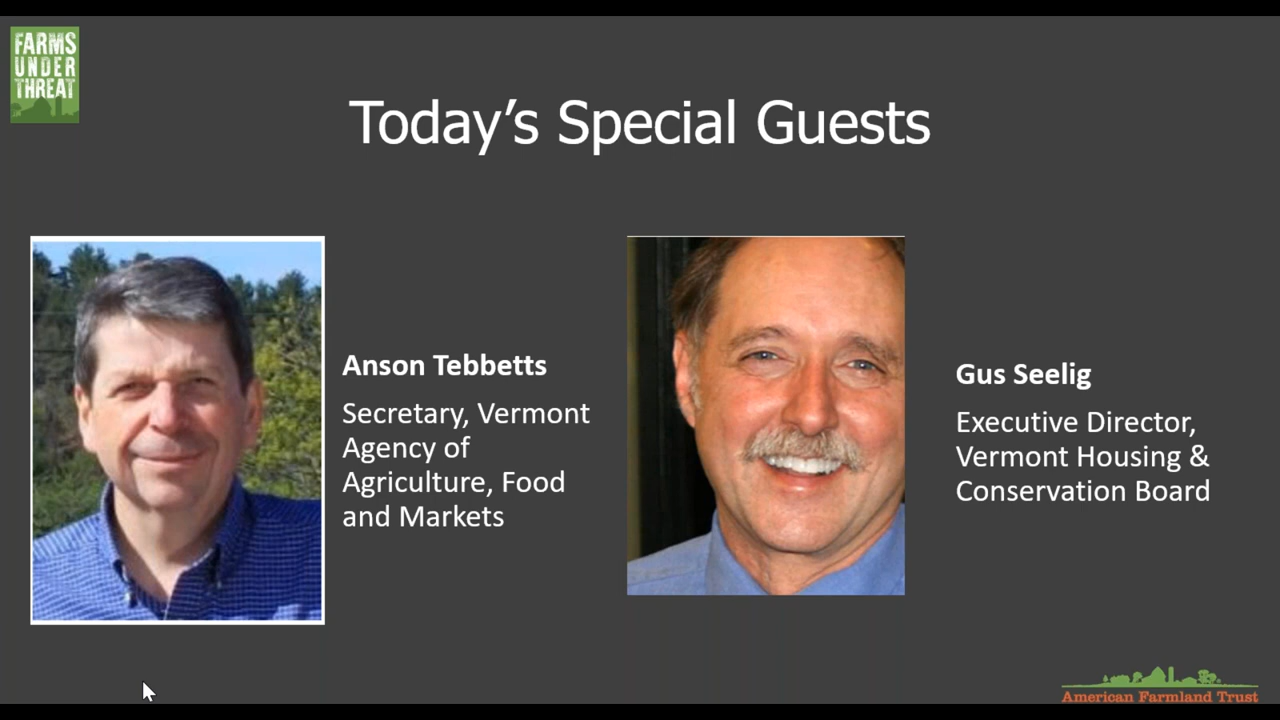 FARMS
UNDER
THREAT
Today's Special Guests
Anson Tebbetts
Secretary, Vermont
Agency of
Agriculture, Food
and Markets
Gus Seelig
Executive Director,
Vermont Housing &
Conservation Board
American Farmland Trust